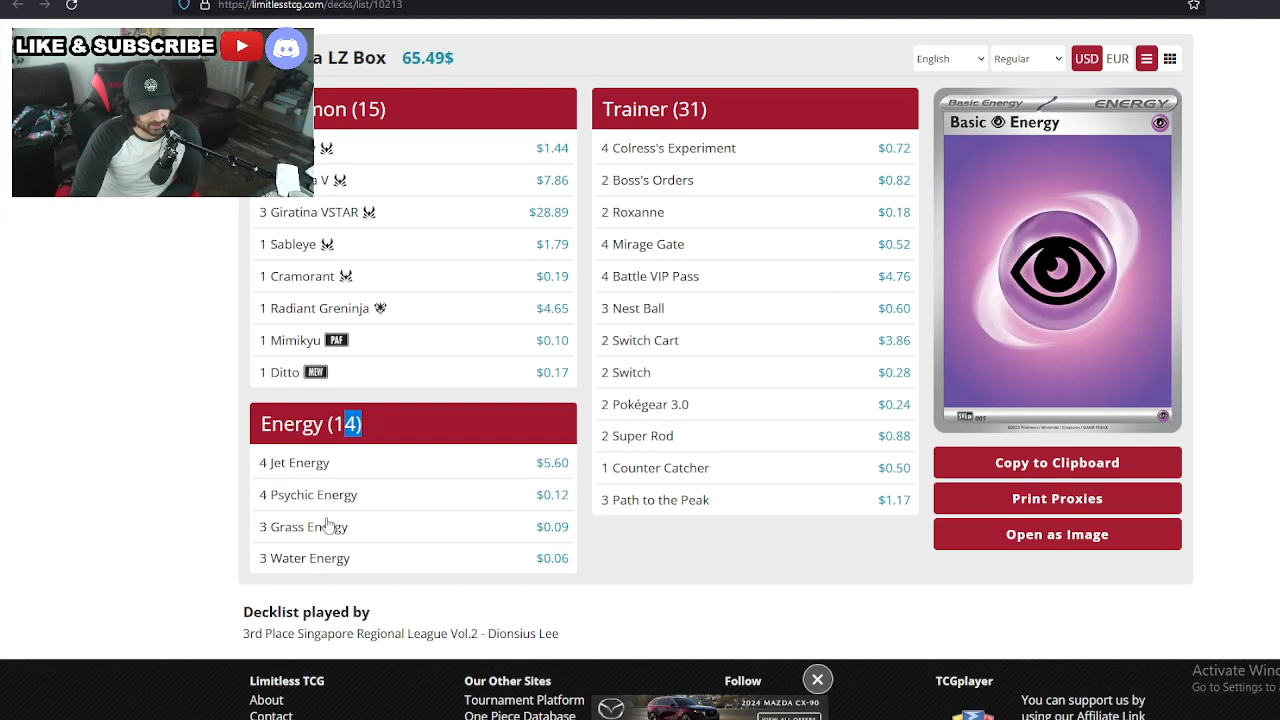 https://limitlesstcg.com/decks/list/10213
LIKE & SUBSCRIBE
a LZ Box 65.49$
English
Regular
USD EUR
mon (15)
$1.44
a V $7.86
3 Giratina VSTAR $28.89
1 Sableye $1.79
1 Cramorant $0.19
1 Radiant Greninja $4.65
1 Mimikyu PAF $0.10
1 Ditto MEW $0.17
Energy (14)
4 Jet Energy $5.60
4 Psychic Energy $0.12
3 Grass Energy $0.09
3 Water Energy $0.06
Trainer (31)
4 Colress's Experiment $0.72
2 Boss's Orders $0.82
2 Roxanne $0.18
4 Mirage Gate $0.52
4 Battle VIP Pass $4.76
3 Nest Ball $0.60
2 Switch Cart $3.86
2 Switch $0.28
2 Pokégear 3.0 $0.24
2 Super Rod $0.88
1 Counter Catcher $0.50
3 Path to the Peak $1.17
Basic Energy ENERGY
Basic Energy
005
Copy to Clipboard
Print Proxies
Open as Image
Decklist played by
3rd Place Singapore Regional League Vol.2 - Dionsius Lee
Limitless TCG
About
Contact
Our Other Sites
Tournament Platform
One Piece Database
Follow
2024 MAZDA CX-90
VIEW ALL OFFERS
TCGplayer
You can support us by
using our Affiliate Link
Activate Winc
Go to Settings to